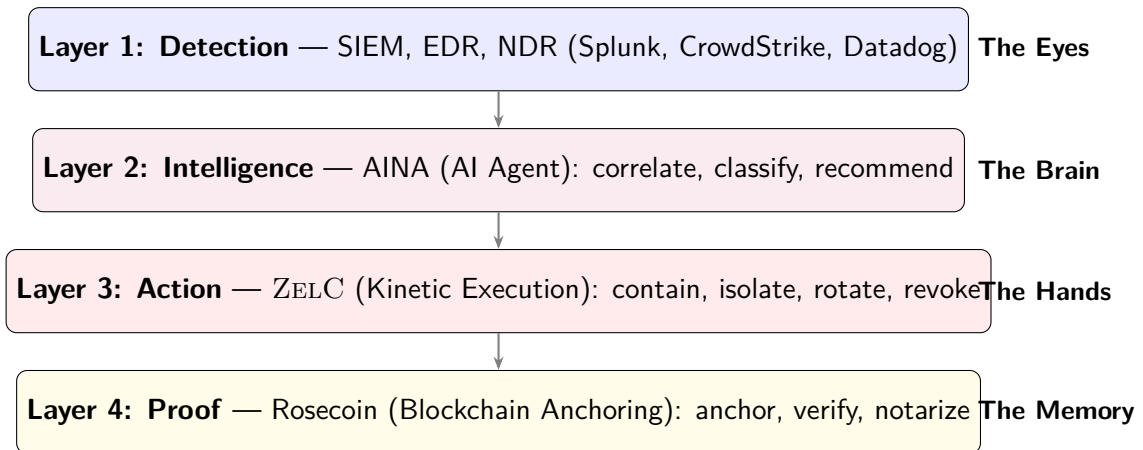 Layer 1: Detection — SIEM, EDR, NDR (Splunk, CrowdStrike, Datadog) The Eyes
Layer 2: Intelligence — AINA (AI Agent): correlate, classify, recommend The Brain
Layer 3: Action — ZELC (Kinetic Execution): contain, isolate, rotate, revoke The Hands
Layer 4: Proof — Rosecoin (Blockchain Anchoring): anchor, verify, notarize The Memory